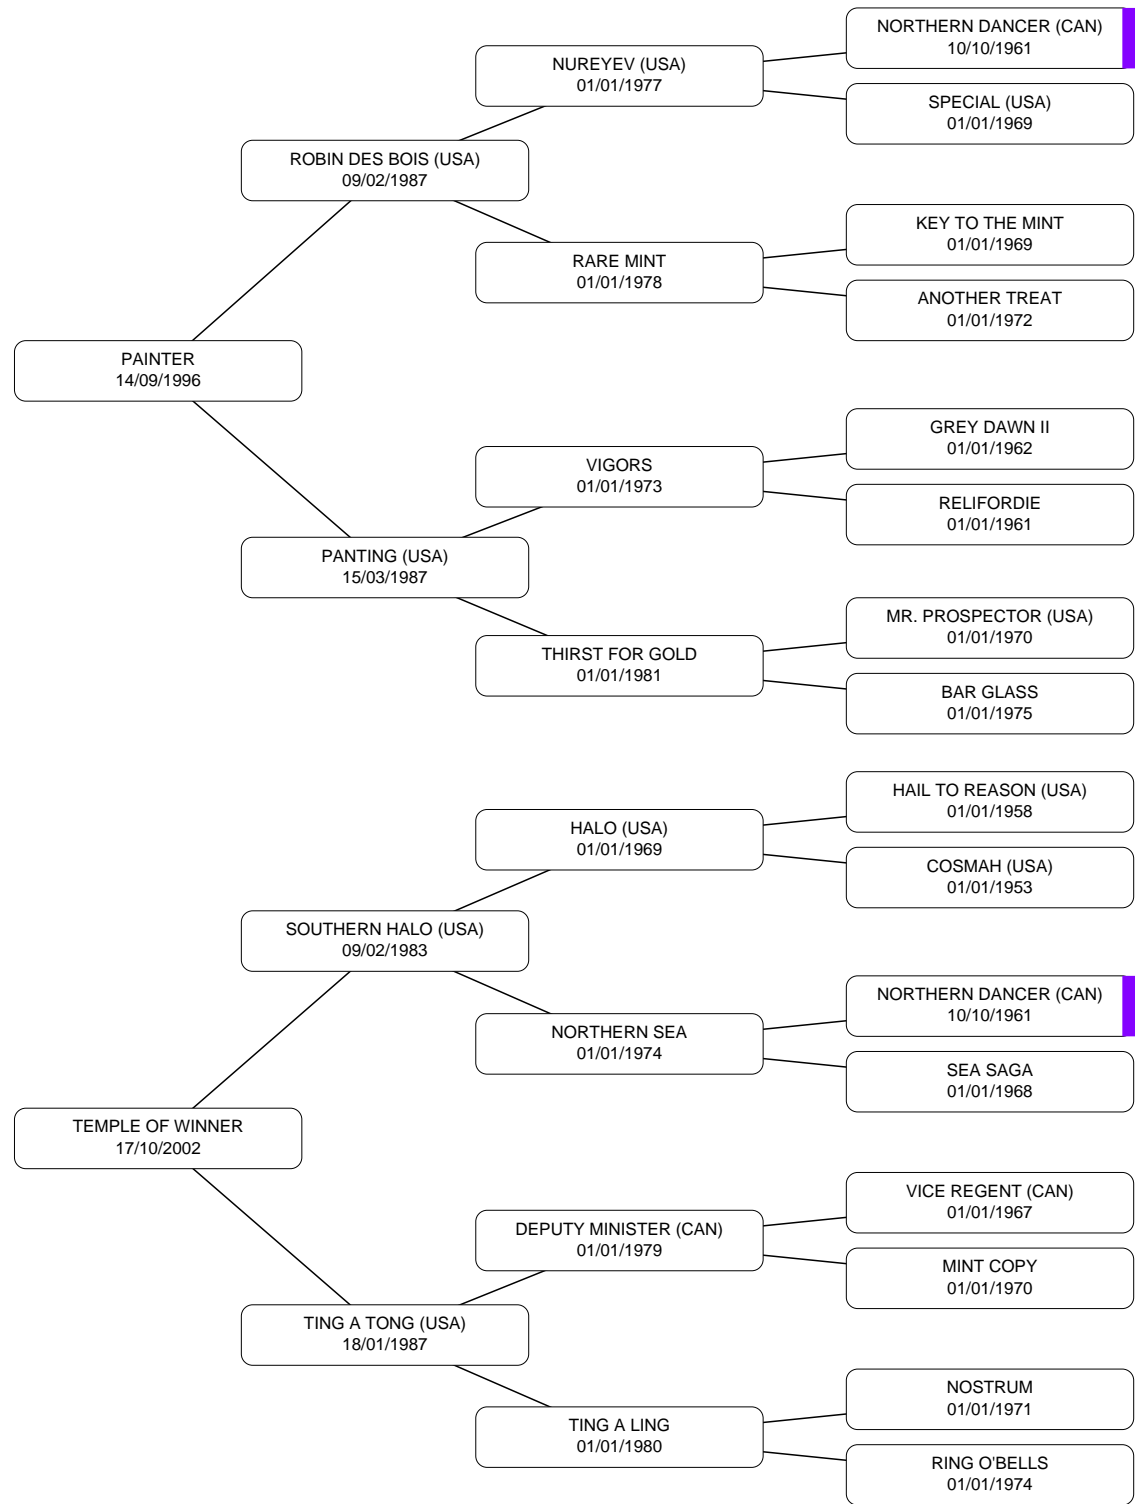 NORTHERN DANCER (CAN)
10/10/1961
NUREYEV (USA)
01/01/1977
SPECIAL (USA)
01/01/1969
ROBIN DES BOIS (USA)
09/02/1987
KEY TO THE MINT
01/01/1969
RARE MINT
01/01/1978
ANOTHER TREAT
01/01/1972
PAINTER
14/09/1996
GREY DAWN II
01/01/1962
VIGORS
01/01/1973
RELIFORDIE
01/01/1961
PANTING (USA)
15/03/1987
MR. PROSPECTOR (USA)
01/01/1970
THIRST FOR GOLD
01/01/1981
BAR GLASS
01/01/1975
HAIL TO REASON (USA)
01/01/1958
HALO (USA)
01/01/1969
COSMAH (USA)
01/01/1953
SOUTHERN HALO (USA)
09/02/1983
NORTHERN DANCER (CAN)
10/10/1961
NORTHERN SEA
01/01/1974
SEA SAGA
01/01/1968
TEMPLE OF WINNER
17/10/2002
VICE REGENT (CAN)
01/01/1967
DEPUTY MINISTER (CAN)
01/01/1979
MINT COPY
01/01/1970
TING A TONG (USA)
18/01/1987
NOSTRUM
01/01/1971
TING A LING
01/01/1980
RING O'BELLS
01/01/1974